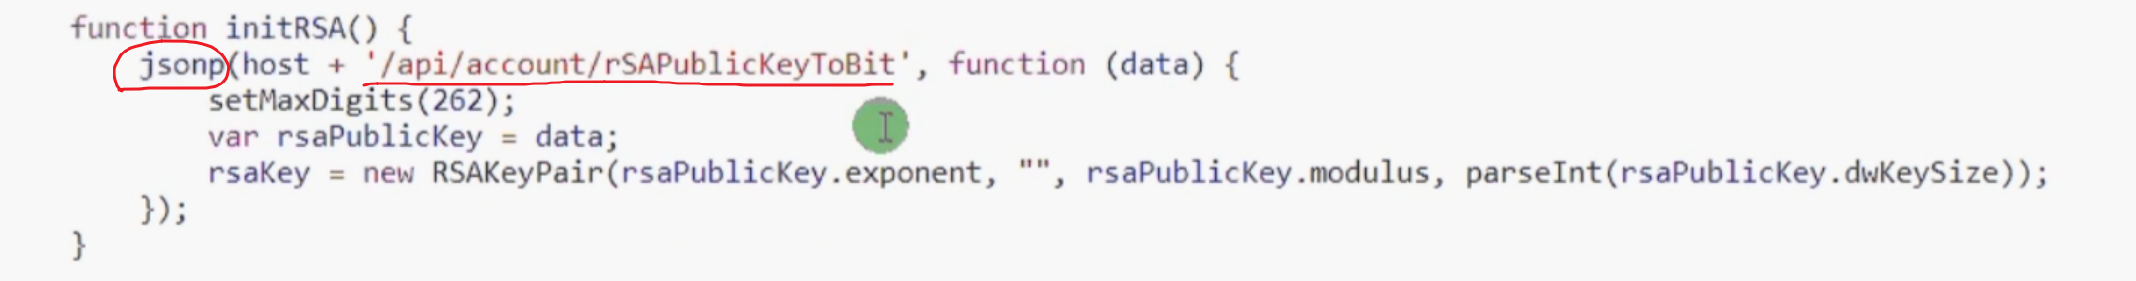 function initRSA() {
jsonp(host + '/api/account/rSAPublicKeyToBit', function (data) {
setMaxDigits(262);
var rsaPublicKey = data;
rsaKey = new RSAKeyPair(rsaPublicKey.exponent, "", rsaPublicKey.modulus, parseInt(rsaPublicKey.dwKeySize));
});
}